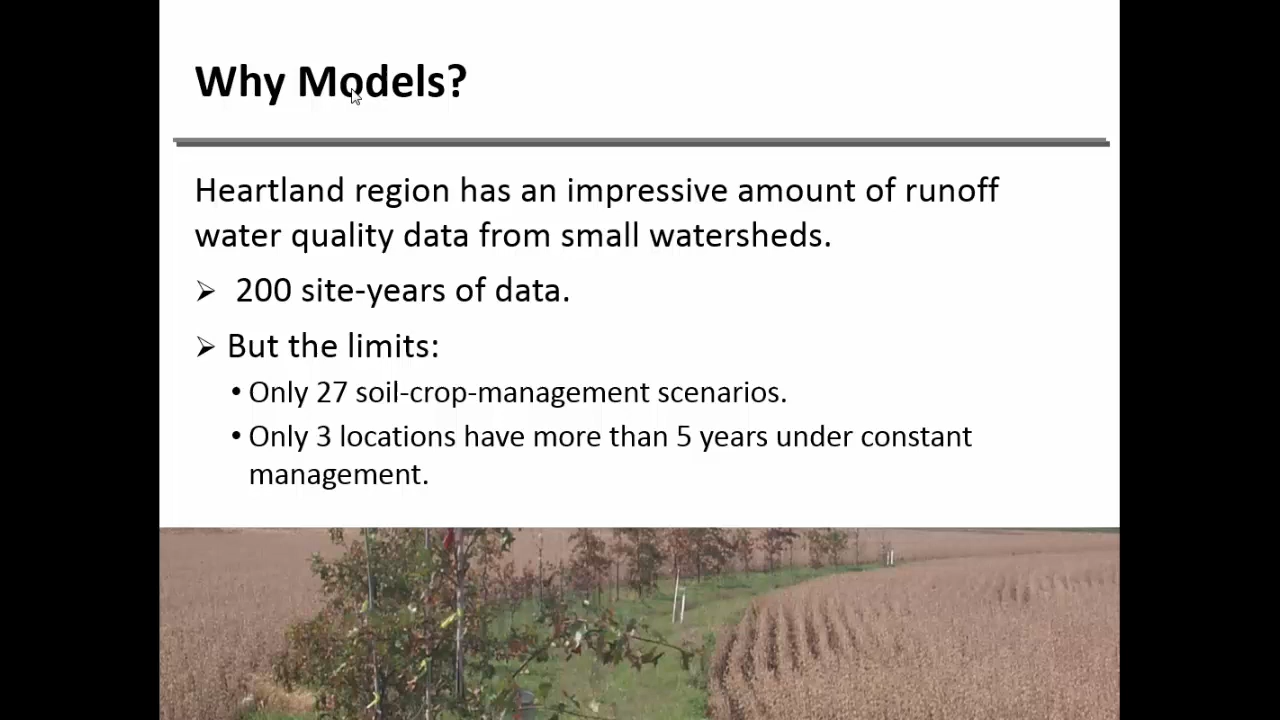 Why Models?
Heartland region has an impressive amount of runoff
water quality data from small watersheds.
➢ 200 site-years of data.
➢ But the limits:
• Only 27 soil-crop-management scenarios.
• Only 3 locations have more than 5 years under constant
management.